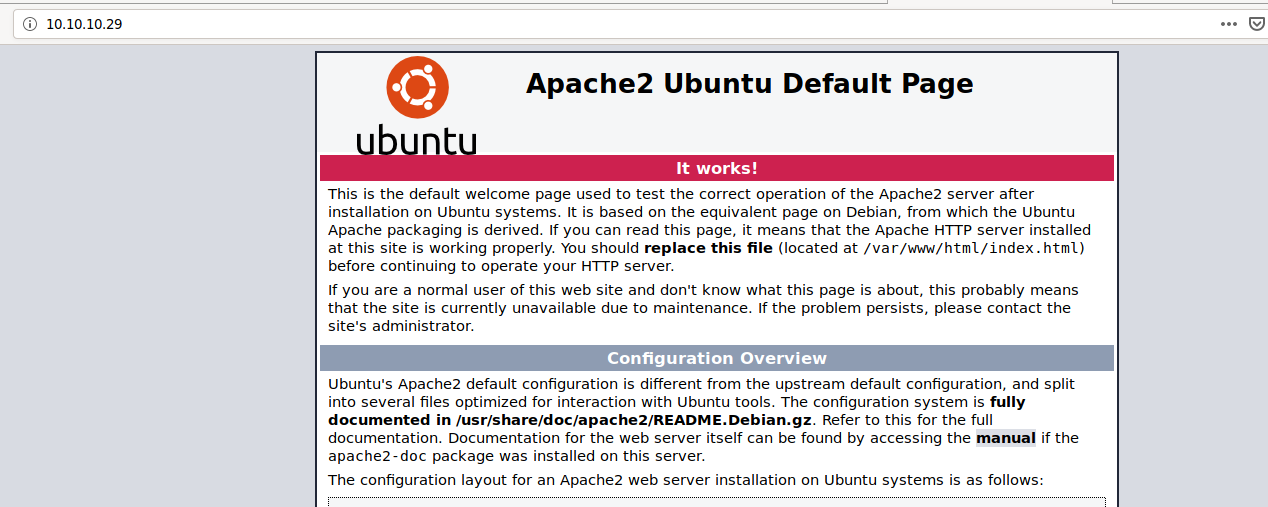 10.10.10.29
Apache2 Ubuntu Default Page
ubuntu
It works!
This is the default welcome page used to test the correct operation of the Apache2 server after
installation on Ubuntu systems. It is based on the equivalent page on Debian, from which the Ubuntu
Apache packaging is derived. If you can read this page, it means that the Apache HTTP server installed
at this site is working properly. You should replace this file (located at /var/www/html/index.html)
before continuing to operate your HTTP server.
If you are a normal user of this web site and don't know what this page is about, this probably means
that the site is currently unavailable due to maintenance. If the problem persists, please contact the
site's administrator.
Configuration Overview
Ubuntu's Apache2 default configuration is different from the upstream default configuration, and split
into several files optimized for interaction with Ubuntu tools. The configuration system is fully
documented in /usr/share/doc/apache2/README.Debian.gz. Refer to this for the full
documentation. Documentation for the web server itself can be found by accessing the manual if the
apache2-doc package was installed on this server.
The configuration layout for an Apache2 web server installation on Ubuntu systems is as follows: